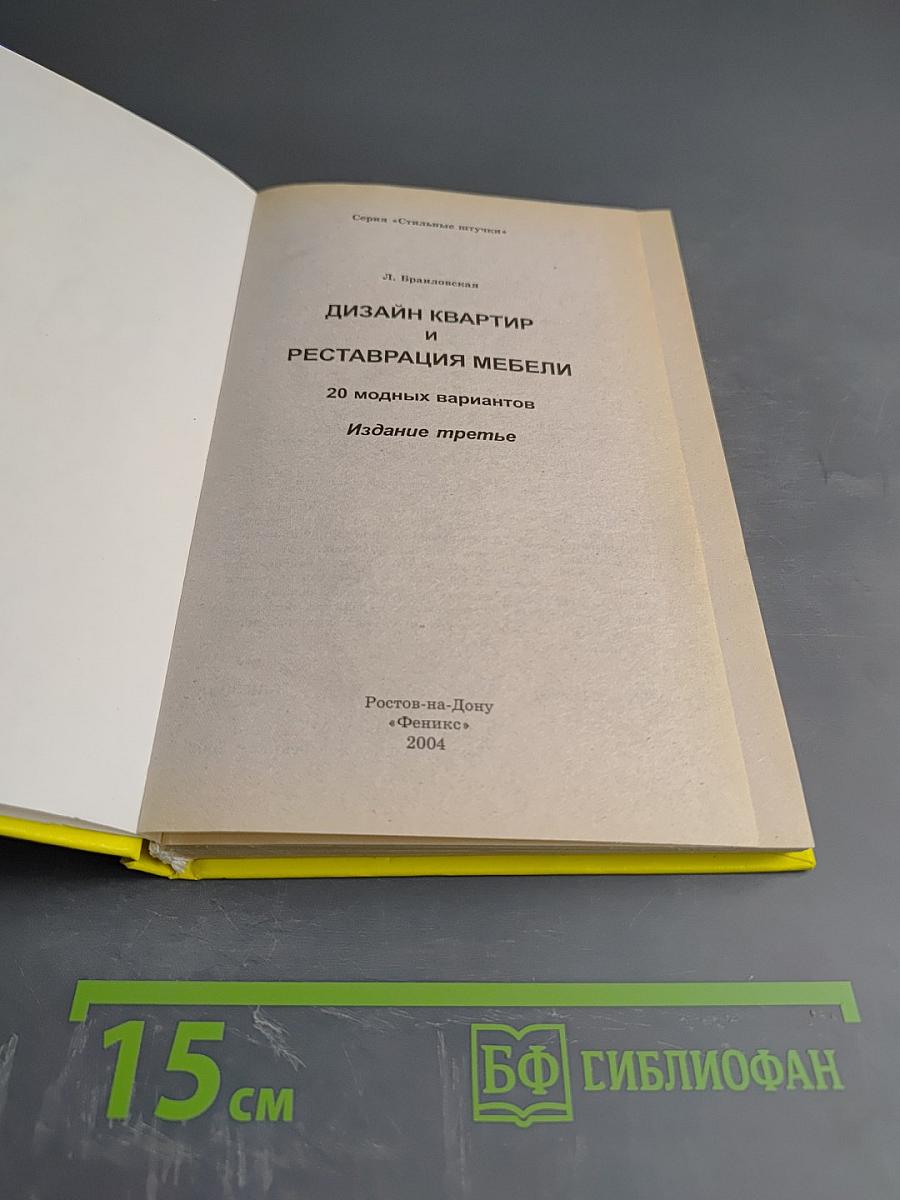 Серия «Стильные штучки»
Л. Браиловская
ДИЗАЙН КВАРТИР
И
РЕСТАВРАЦИЯ МЕБЕЛИ
20 модных вариантов
Издание третье
Ростов-на-Дону
«Феникс»
2004
15 см
БФ БИБЛИОФАН